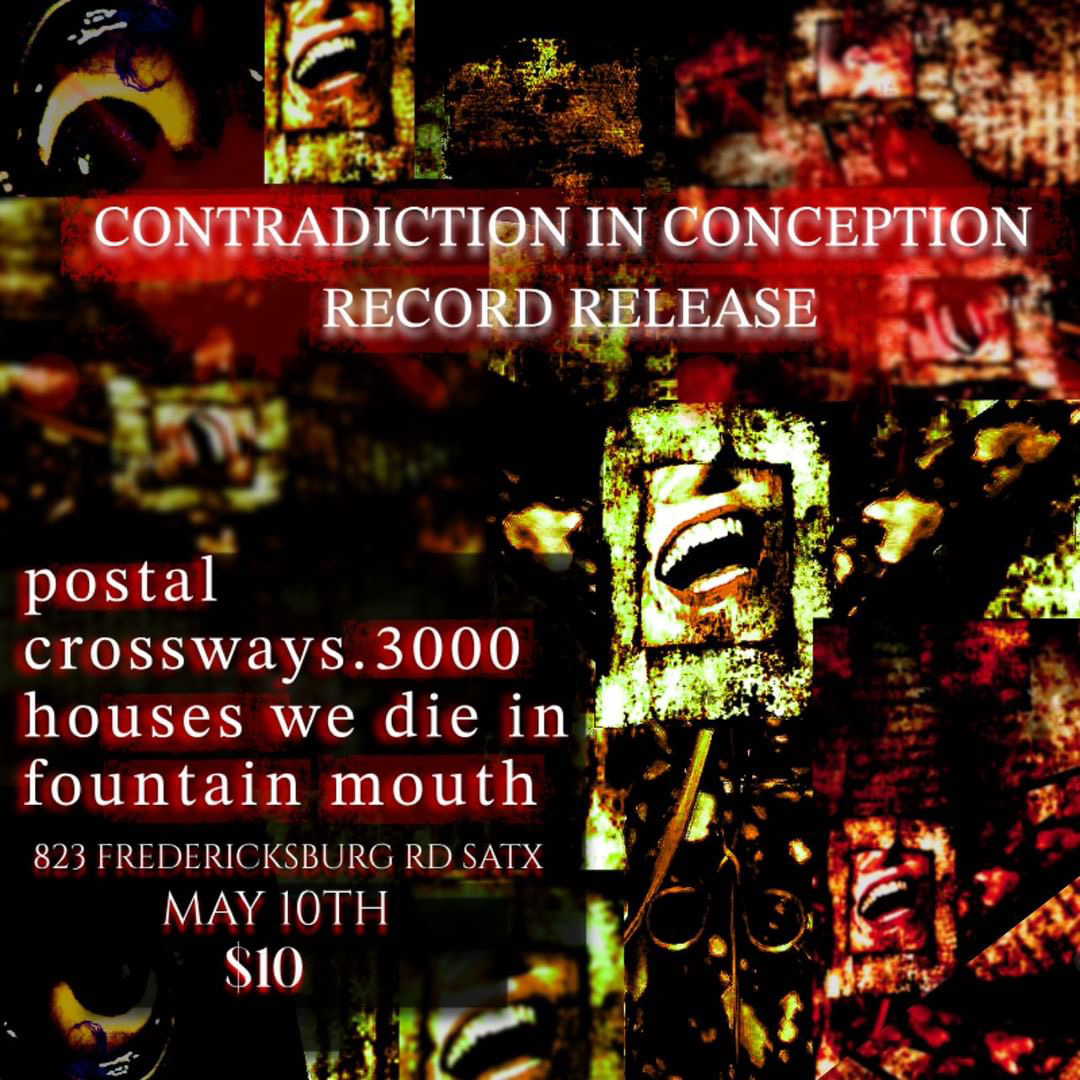 CONTRADICTION IN CONCEPTION
RECORD RELEASE
postal
crossways.3000
houses we die in
fountain mouth
823 FREDERICKSBURG RD SATX
MAY 10TH
$10